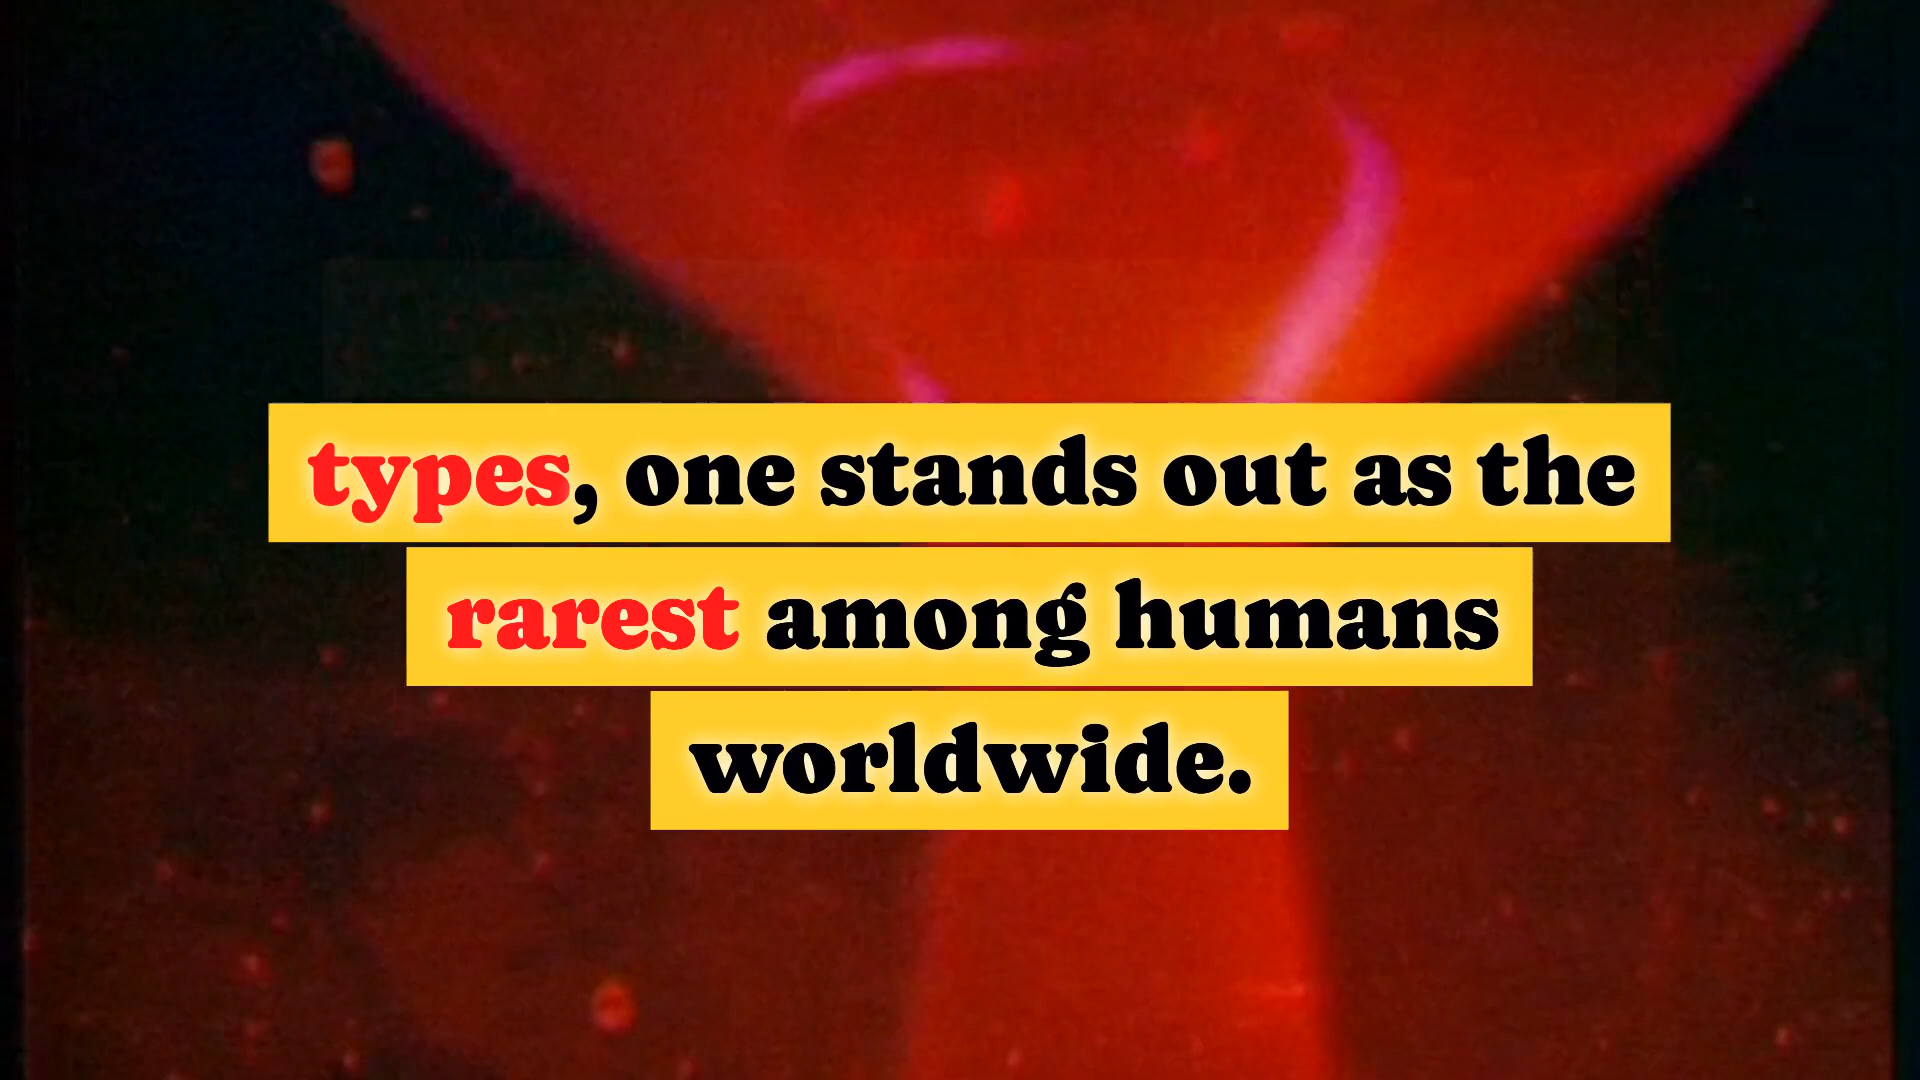 types, one stands out as the
rarest among humans
worldwide.